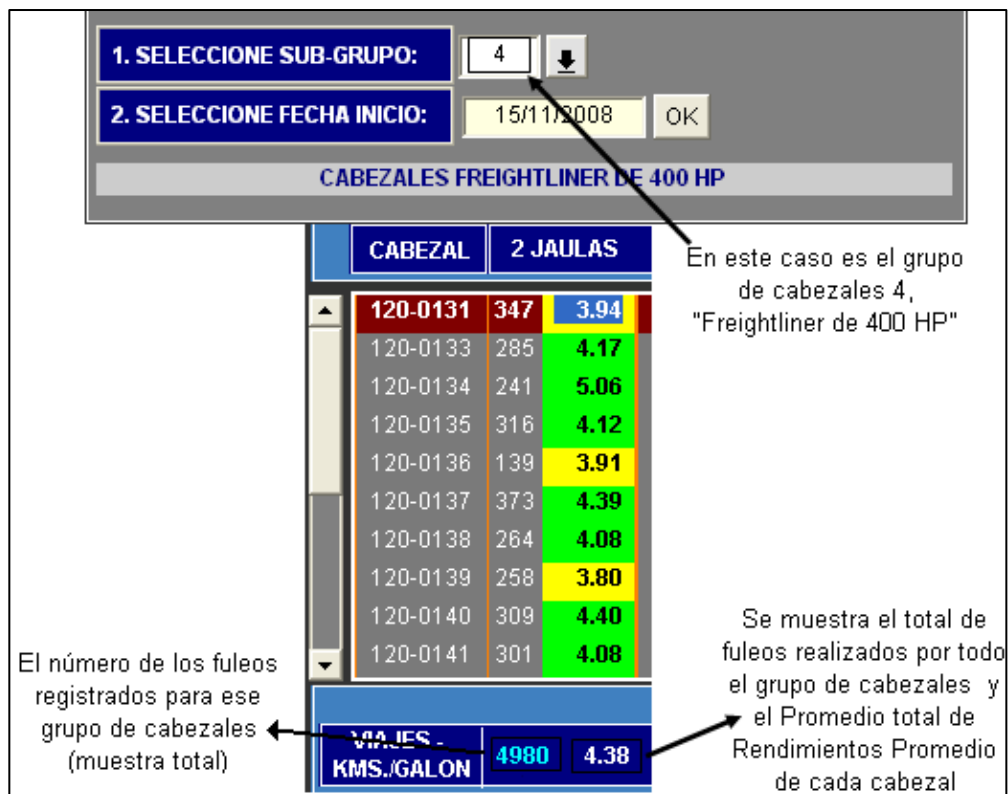 1. SELECCIONE SUB-GRUPO: 4
2. SELECCIONE FECHA INICIO: 15/11/2008 OK
CABEZALES FREIGHTLINER DE 400 HP
CABEZAL 2 JAULAS
En este caso es el grupo
de cabezales 4,
"Freightliner de 400 HP"
120-0131 347 3.94
120-0133 285 4.17
120-0134 241 5.06
120-0135 316 4.12
120-0136 139 3.91
120-0137 373 4.39
120-0138 264 4.08
120-0139 258 3.80
120-0140 309 4.40
120-0141 301 4.08
El número de los fuleos
registrados para ese
grupo de cabezales
(muestra total)
Se muestra el total de
fuleos realizados por todo
el grupo de cabezales y
el Promedio total de
Rendimientos Promedio
de cada cabezal
VIAJES - 
KMS./GALON 4980 4.38